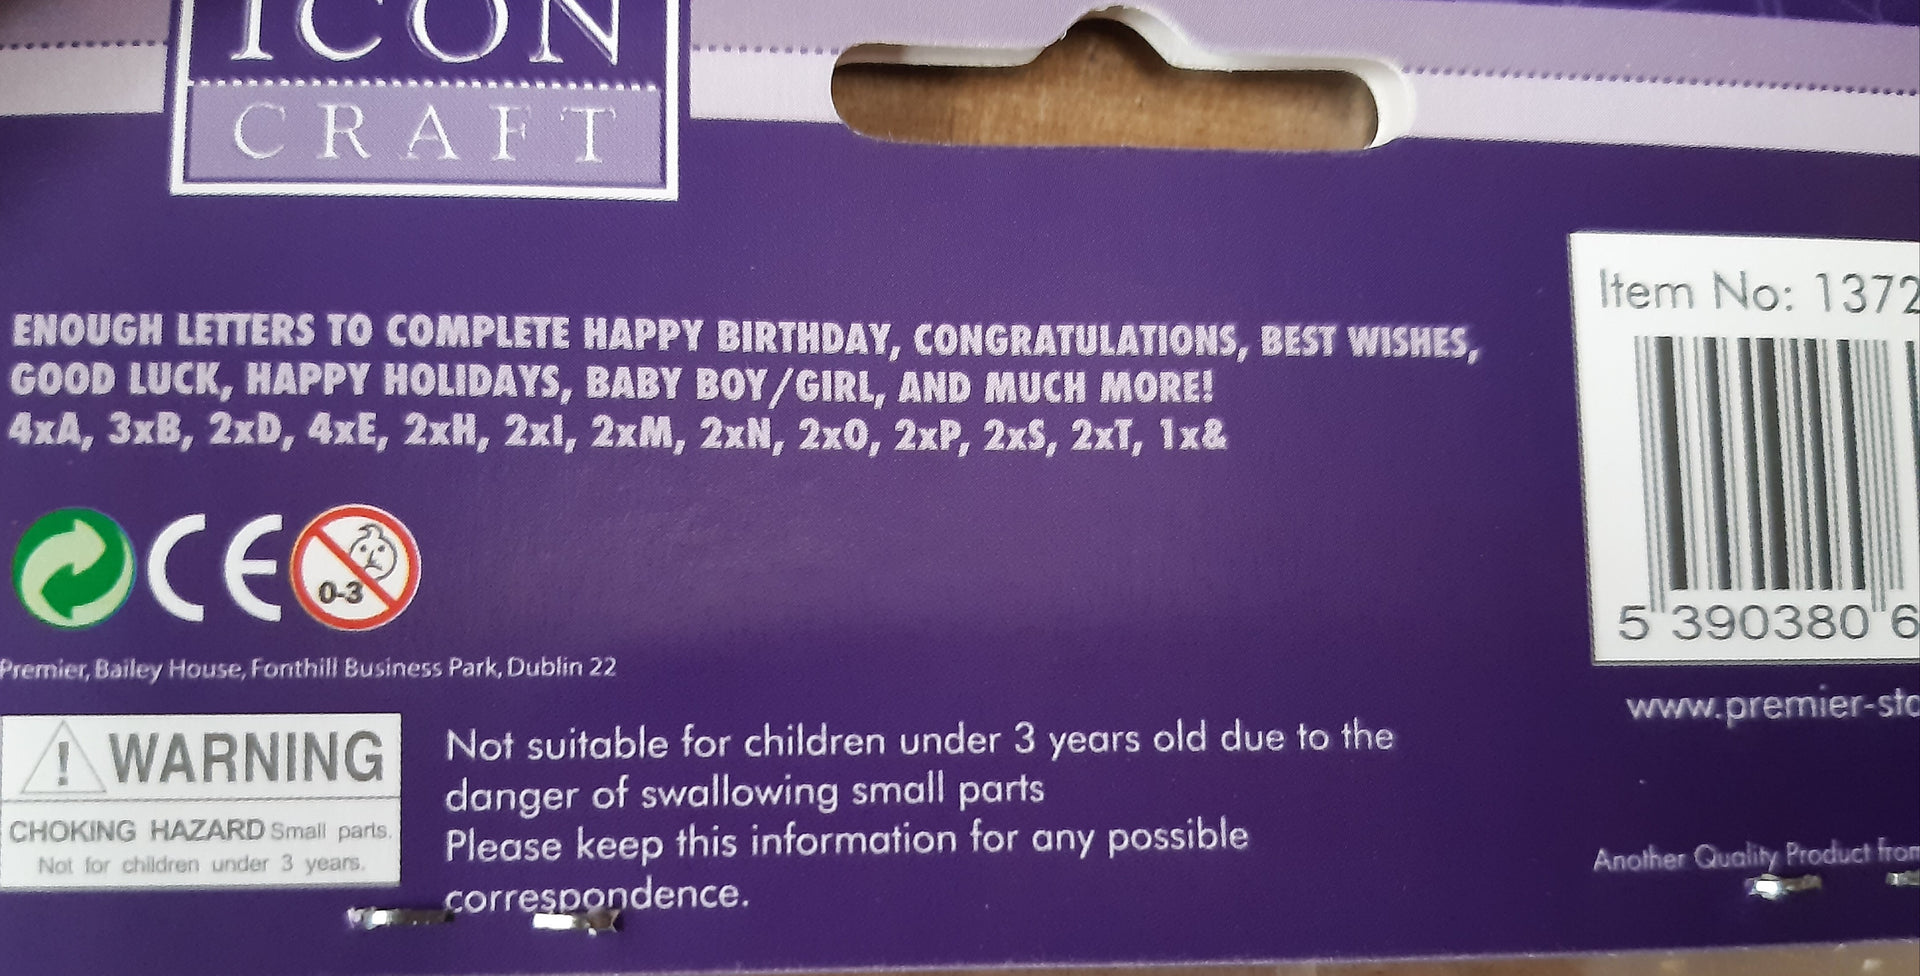 ICON
CRAFT
ENOUGH LETTERS TO COMPLETE HAPPY BIRTHDAY, CONGRATULATIONS, BEST WISHES,
GOOD LUCK, HAPPY HOLIDAYS, BABY BOY/GIRL, AND MUCH MORE!
4xA, 3xB, 2xD, 4xE, 2xH, 2xI, 2xM, 2xN, 2xO, 2xP, 2xS, 2xT, 1x&
CE
0-3
Premier, Bailey House, Fonthill Business Park, Dublin 22
! WARNING
CHOKING HAZARD Small parts.
Not for children under 3 years.
Not suitable for children under 3 years old due to the
danger of swallowing small parts
Please keep this information for any possible
correspondence.
Item No: 1372
5 390380 6
www.premier-sta
Another Quality Product from